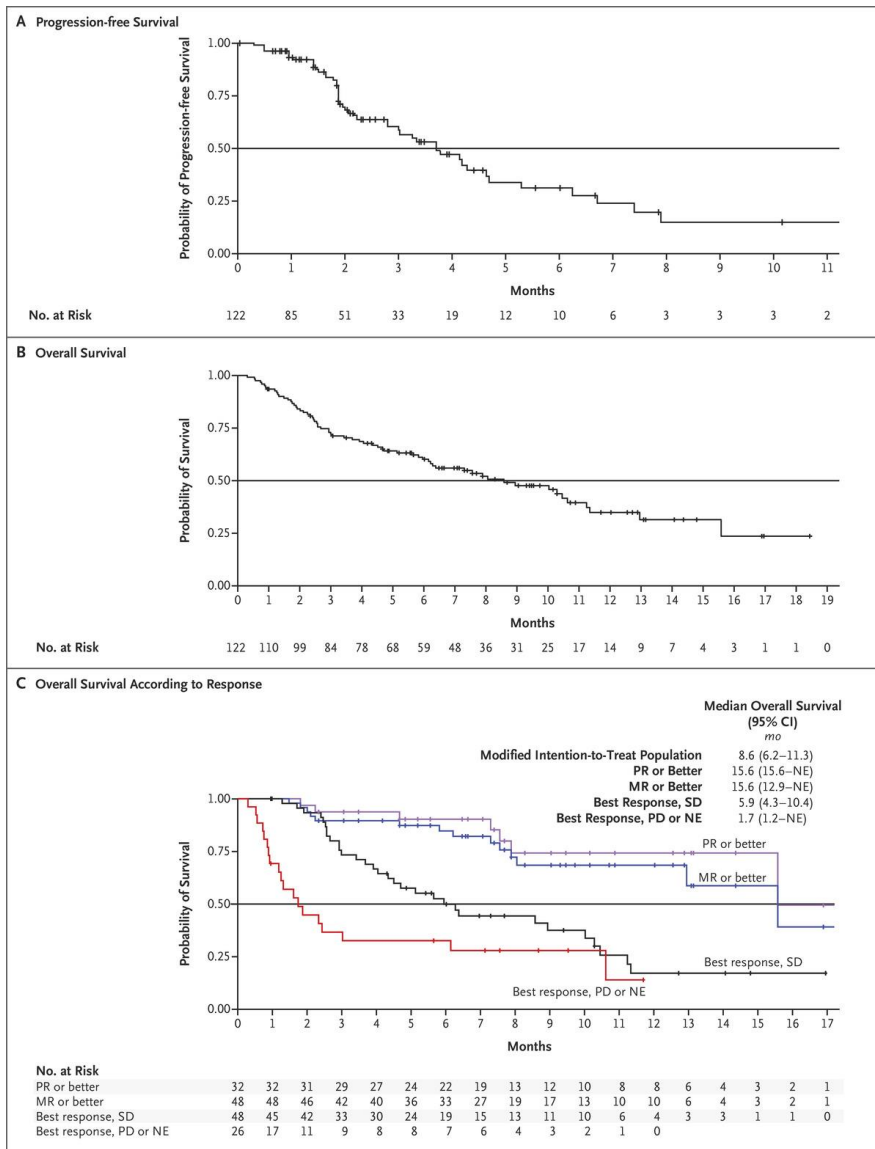 A Progression-free Survival
Probability of Progression-free Survival
1.00
0.75
0.50
0.25
0.00
0 1 2 3 4 5 6 7 8 9 10 11
Months
No. at Risk 122 85 51 33 19 12 10 6 3 3 3 2
B Overall Survival
Probability of Survival
1.00
0.75
0.50
0.25
0.00
0 1 2 3 4 5 6 7 8 9 10 11 12 13 14 15 16 17 18 19
Months
No. at Risk 122 110 99 84 78 68 59 48 36 31 25 17 14 9 7 4 3 1 1 0
C Overall Survival According to Response
Median Overall Survival
(95% CI)
mo
Modified Intention-to-Treat Population 8.6 (6.2–11.3)
PR or Better 15.6 (15.6–NE)
MR or Better 15.6 (12.9–NE)
Best Response, SD 5.9 (4.3–10.4)
Best Response, PD or NE 1.7 (1.2–NE)
Probability of Survival
1.00
0.75
0.50
0.25
0.00
PR or better
MR or better
Best response, SD
Best response, PD or NE
0 1 2 3 4 5 6 7 8 9 10 11 12 13 14 15 16 17
Months
No. at Risk
PR or better 32 32 31 29 27 24 22 19 13 12 10 8 8 6 4 3 2 1
MR or better 48 48 46 42 40 36 33 27 19 17 13 10 10 6 4 3 2 1
Best response, SD 48 45 42 33 30 24 19 15 13 11 10 6 4 3 3 1 1 0
Best response, PD or NE 26 17 11 9 8 8 7 6 4 3 2 1 0